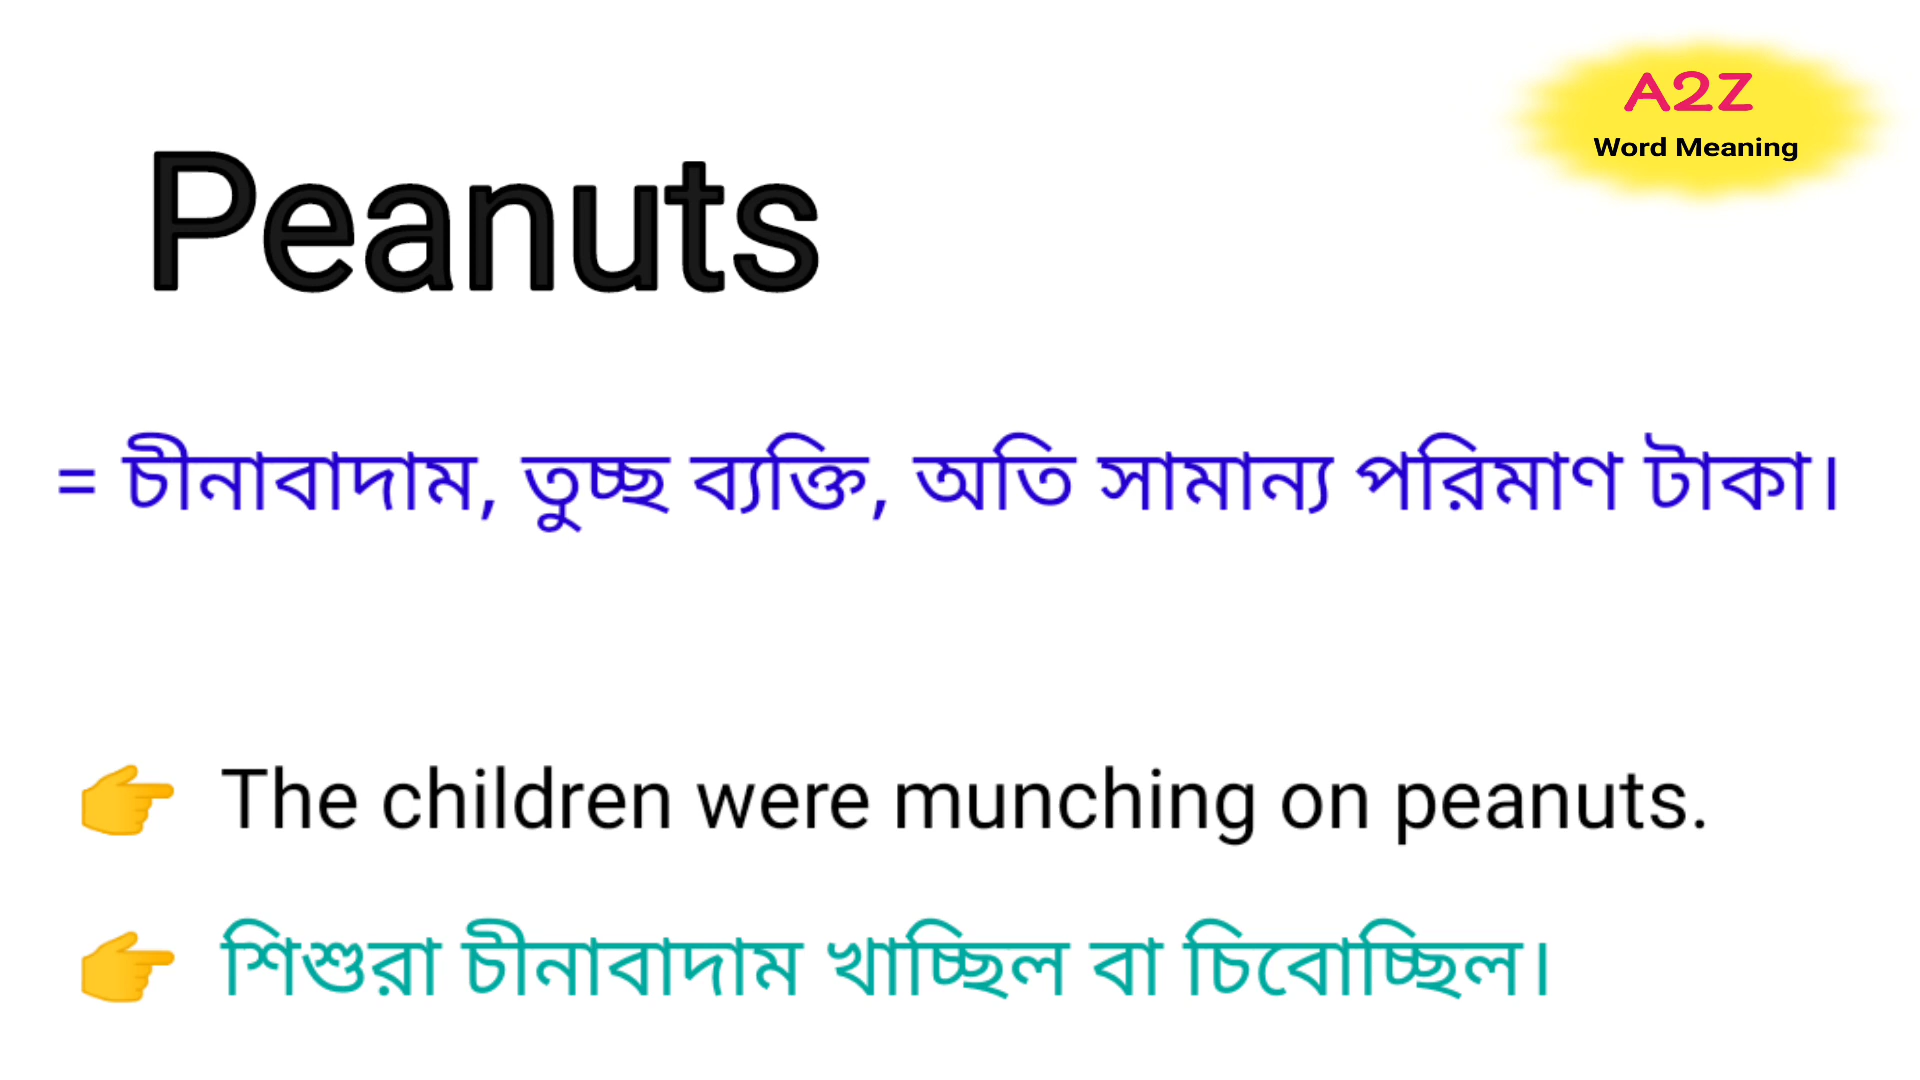 A2Z
Word Meaning
Peanuts
= চীনাবাদাম, তুচ্ছ ব্যক্তি, অতি সামান্য পরিমাণ টাকা।
👉 The children were munching on peanuts.
👉 শিশুরা চীনাবাদাম খাচ্ছিল বা চিবোচ্ছিল।